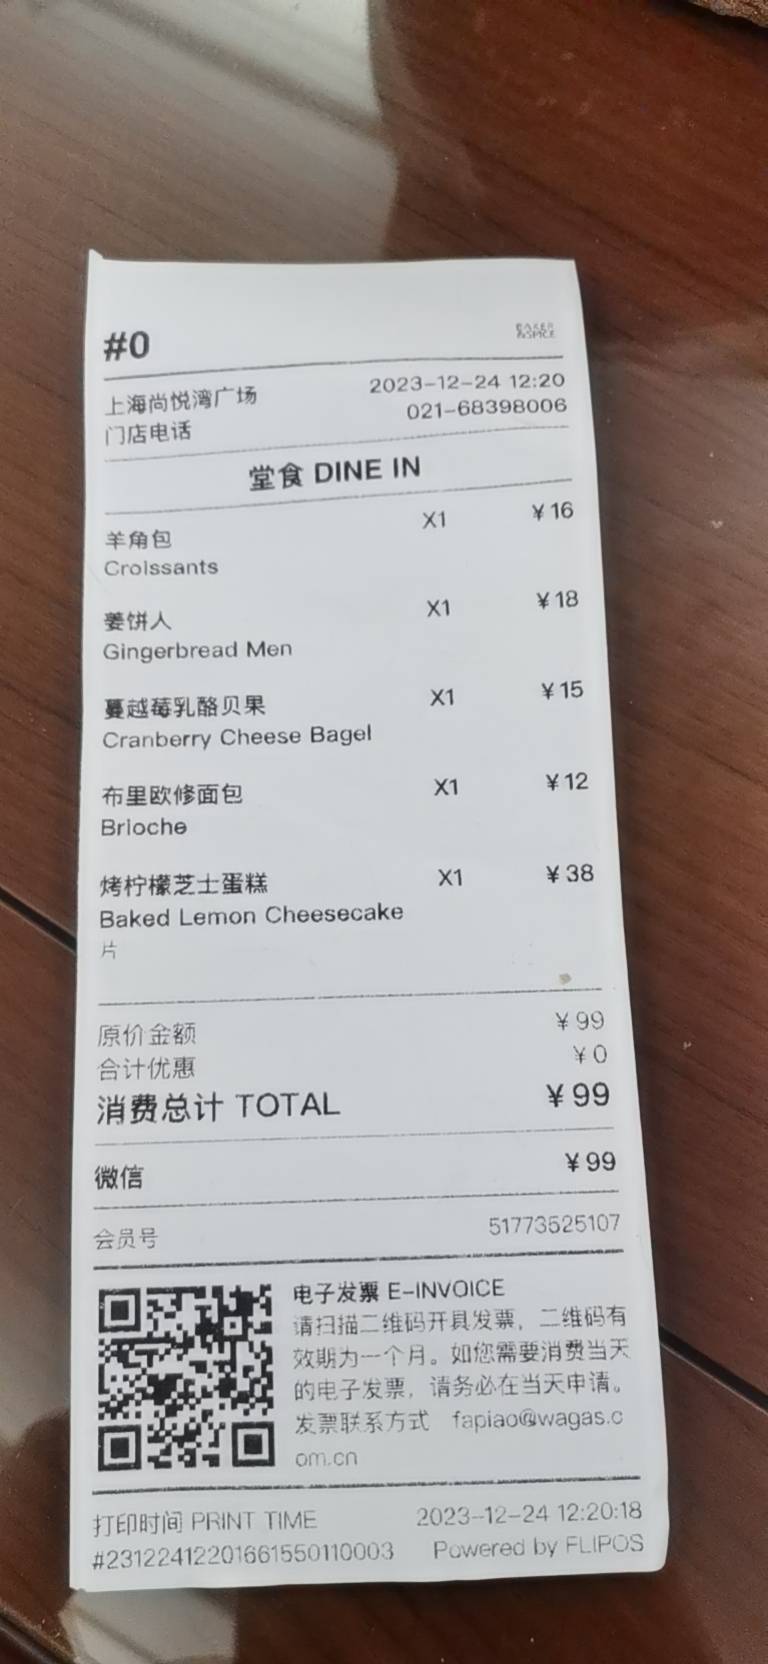 #0
BAKER
&SPICE
上海尚悦湾广场 2023-12-24 12:20
门店电话 021-68398006
堂食 DINE IN
羊角包 X1 ¥16
Croissants
姜饼人 X1 ¥18
Gingerbread Men
蔓越莓乳酪贝果 X1 ¥15
Cranberry Cheese Bagel
布里欧修面包 X1 ¥12
Brioche
烤柠檬芝士蛋糕 X1 ¥38
Baked Lemon Cheesecake
片
原价金额 ¥99
合计优惠 ¥0
消费总计 TOTAL ¥99
微信 ¥99
会员号 51773525107
电子发票 E-INVOICE
请扫描二维码开具发票，二维码有
效期为一个月。如您需要消费当天
的电子发票，请务必在当天申请。
发票联系方式 fapiao@wagas.c
om.cn
打印时间 PRINT TIME 2023-12-24 12:20:18
#231224122016615501​10003 Powered by FLIPOS